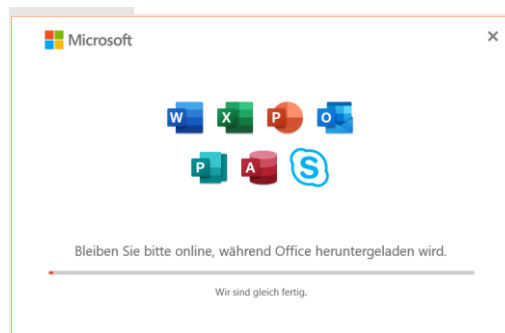 Microsoft
W X P O
P A S
Bleiben Sie bitte online, während Office heruntergeladen wird.
Wir sind gleich fertig.